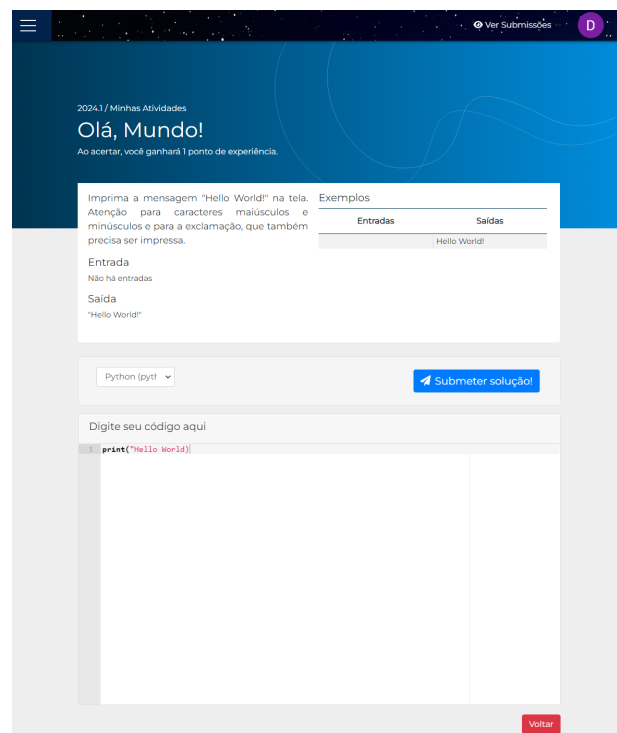 Ver Submissões
D
2024.1 / Minhas Atividades
Olá, Mundo!
Ao acertar, você ganhará 1 ponto de experiência.
Imprima a mensagem "Hello World!" na tela.
Atenção para caracteres maiúsculos e
minúsculos e para a exclamação, que também
precisa ser impressa.
Entrada
Não há entradas
Saída
"Hello World!"
Exemplos
Entradas Saídas
Hello World!
Python (pyth
Submeter solução!
Digite seu código aqui
1 print("Hello World)
Voltar